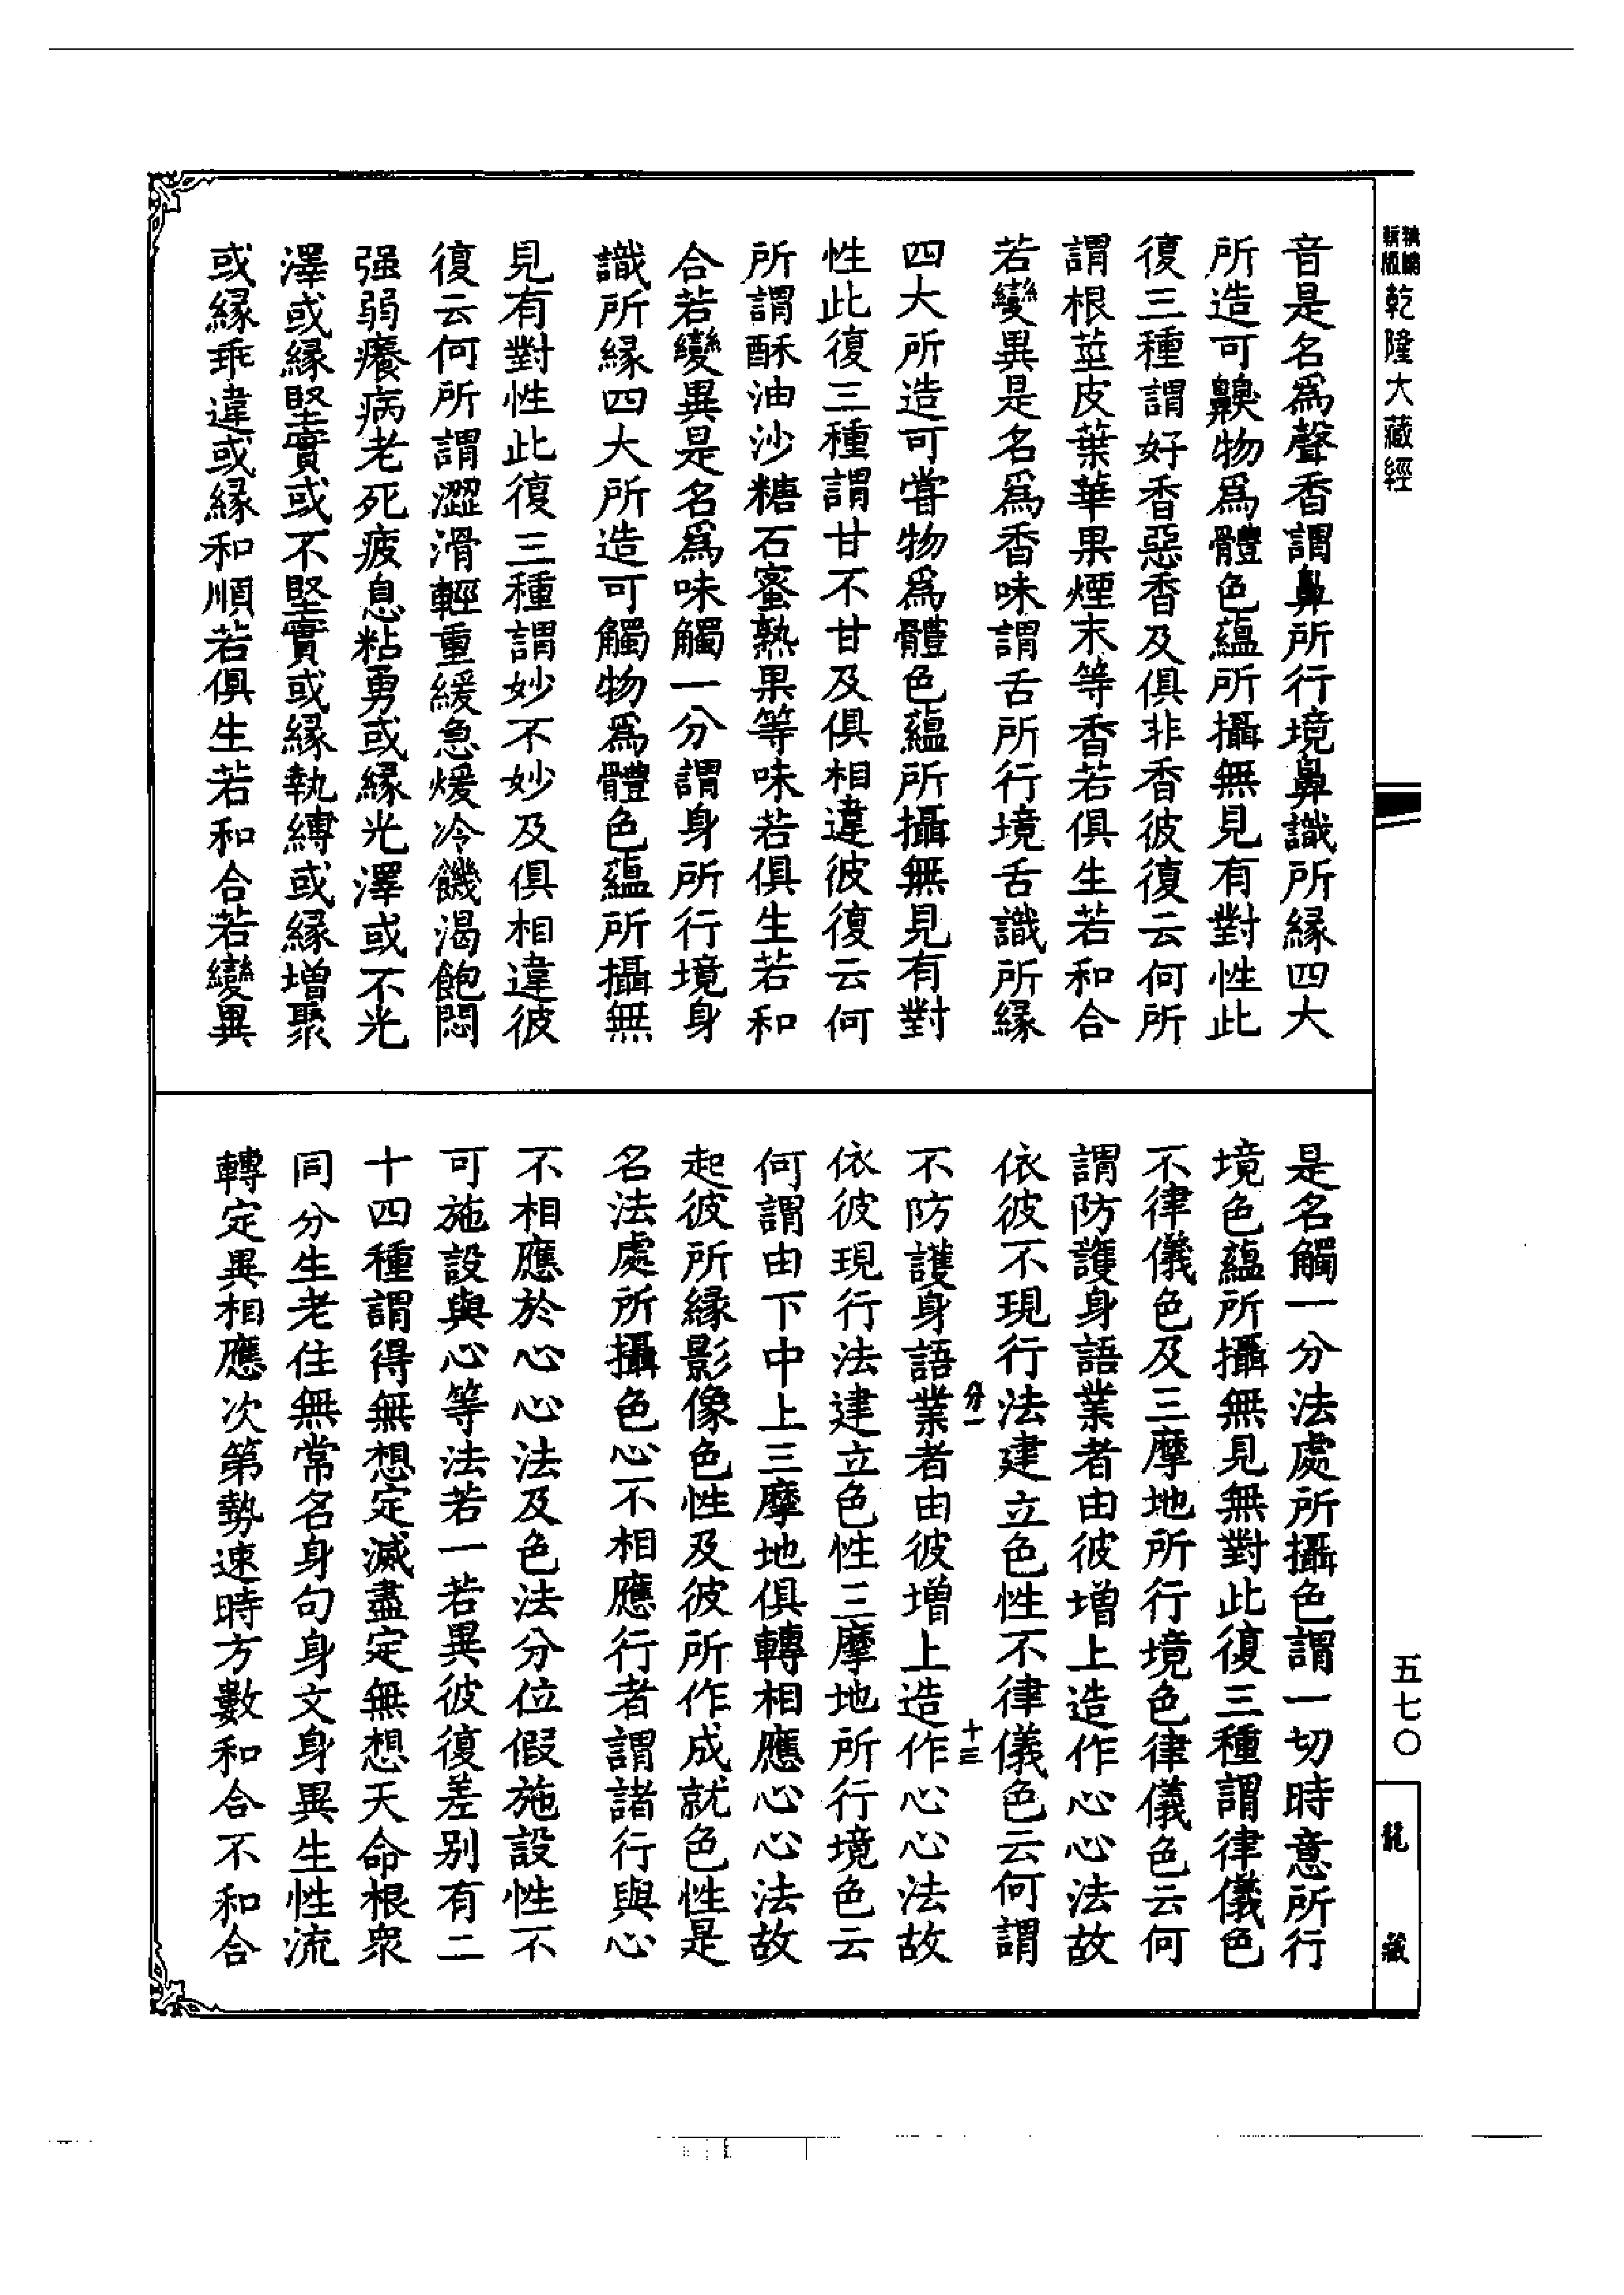 乾隆大藏經
五七〇
龍藏
音是名爲聲香謂鼻所行境鼻識所緣四大
所造可齅物爲體色蘊所攝無見有對性此
復三種謂好香惡香及俱非香彼復云何所
謂根莖皮葉華果煙末等香若俱生若和合
若變異是名爲香味謂舌所行境舌識所緣
四大所造可嘗物爲體色蘊所攝無見有對
性此復三種謂甘不甘及俱相違彼復云何
所謂酥油沙糖石蜜熟果等味若俱生若和
合若變異是名爲味觸一分謂身所行境身
識所緣四大所造可觸物爲體色蘊所攝無
見有對性此復三種謂妙不妙及俱相違彼
復云何所謂澀滑輕重緩急煖冷饑渴飽悶
强弱癢病老死疲息粘勇或緣光澤或不光
澤或緣堅實或不堅實或緣執縛或緣增聚
或緣乖違或緣和順若俱生若和合若變異
是名觸一分法處所攝色謂一切時意所行
境色蘊所攝無見無對此復三種謂律儀色
不律儀色及三摩地所行境色律儀色云何
謂防護身語業者由彼增上造作心心法故
依彼不現行法建立色性不律儀色云何謂
分一 十三
不防護身語業者由彼增上造作心心法故
依彼現行法建立色性三摩地所行境色云
何謂由下中上三摩地俱轉相應心心法故
起彼所緣影像色性及彼所作成就色性是
名法處所攝色心不相應行者謂諸行與心
不相應於心心法及色法分位假施設性不
可施設與心等法若一若異彼復差别有二
十四種謂得無想定滅盡定無想天命根衆
同分生老住無常名身句身文身異生性流
轉定異相應次第勢速時方數和合不和合